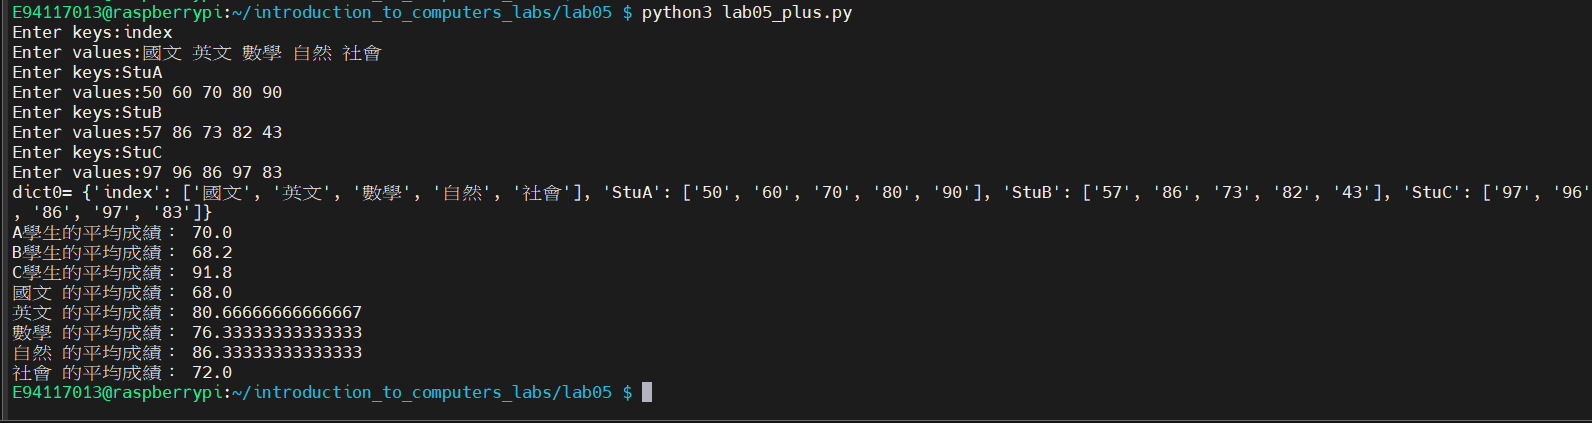 E94117013@raspberrypi:~/introduction_to_computers_labs/lab05 $ python3 lab05_plus.py
Enter keys:index
Enter values:國文 英文 數學 自然 社會
Enter keys:StuA
Enter values:50 60 70 80 90
Enter keys:StuB
Enter values:57 86 73 82 43
Enter keys:StuC
Enter values:97 96 86 97 83
dict0= {'index': ['國文', '英文', '數學', '自然', '社會'], 'StuA': ['50', '60', '70', '80', '90'], 'StuB': ['57', '86', '73', '82', '43'], 'StuC': ['97', '96'
, '86', '97', '83']}
A學生的平均成績： 70.0
B學生的平均成績： 68.2
C學生的平均成績： 91.8
國文 的平均成績： 68.0
英文 的平均成績： 80.66666666666667
數學 的平均成績： 76.33333333333333
自然 的平均成績： 86.33333333333333
社會 的平均成績： 72.0
E94117013@raspberrypi:~/introduction_to_computers_labs/lab05 $